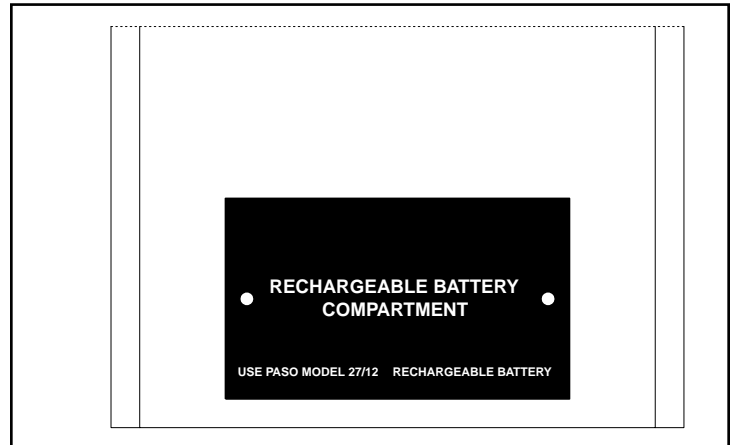 RECHARGEABLE BATTERY
COMPARTMENT
USE PASO MODEL 27/12 RECHARGEABLE BATTERY